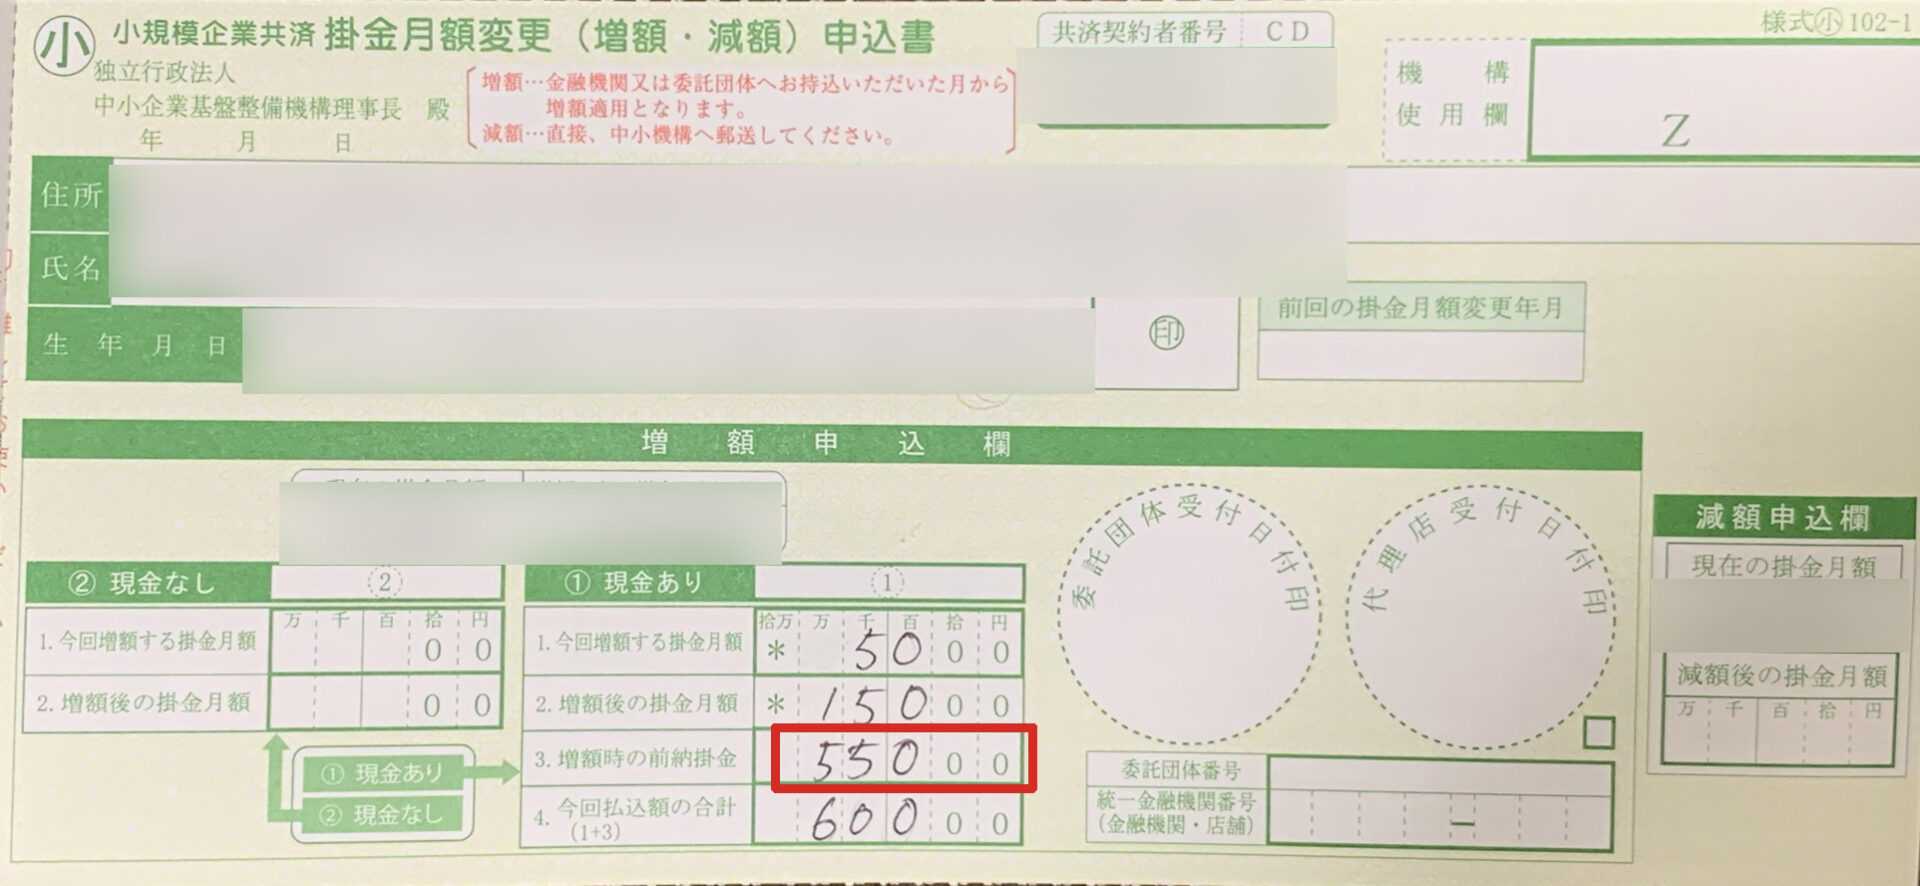 小 小規模企業共済 掛金月額変更（増額・減額）申込書
共済契約者番号 CD
様式㋛102-1
独立行政法人
中小企業基盤整備機構理事長 殿
年 月 日
増額…金融機関又は委託団体へお持込いただいた月から
増額適用となります。
減額…直接、中小機構へ郵送してください。
機構
使用欄
Z
住所
氏名
生年月日
印
前回の掛金月額変更年月
増額申込欄
② 現金なし ②
万 千 百 拾 円
1.今回増額する掛金月額 0 0
2.増額後の掛金月額 0 0
① 現金あり
② 現金なし
① 現金あり ①
拾万 万 千 百 拾 円
1.今回増額する掛金月額 * 5 0 0 0
2.増額後の掛金月額 * 1 5 0 0 0
3.増額時の前納掛金 5 5 0 0 0
4.今回払込額の合計 6 0 0 0 0
(1+3)
委託団体受付日付印
代理店受付日付印
委託団体番号
統一金融機関番号
(金融機関・店舗) ー
減額申込欄
現在の掛金月額
減額後の掛金月額
万 千 百 拾 円